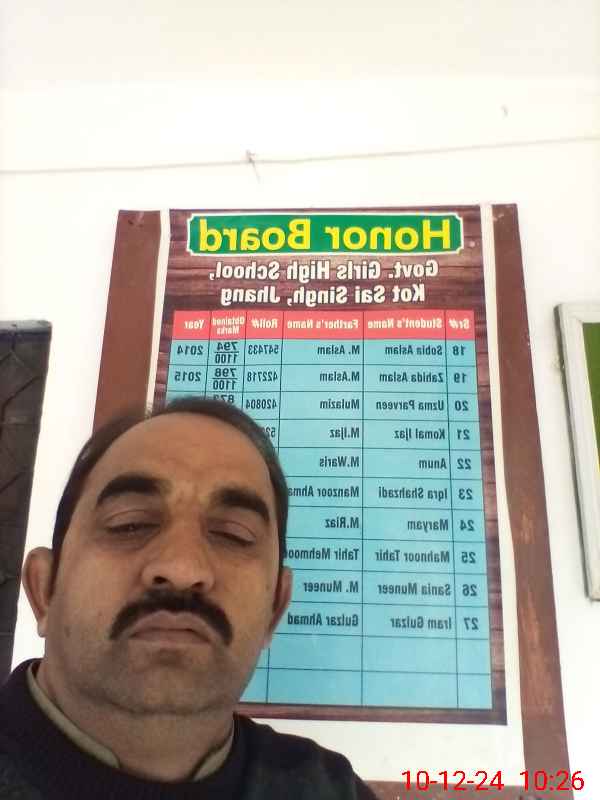 Honor Board
Govt. Girls High School,
Kot Sai Singh, Jhang
Sr# Student's Name Farther's Name Roll# Obtained Marks Year
18 Sobia Aslam M. Aslam 547433 794 1100 2014
19 Zahida Aslam M.Aslam 422718 798 1100 2015
20 Uzma Parveen Mulazim 420804
21 Komal Ijaz M.Ijaz
22 Anum M.Waris
23 Iqra Shahzadi Manzoor
24 Maryam M.Riaz
25 Mahnoor Tahir Tahir Mehmood
26 Sania Muneer M. Muneer
27 Iram Gulzar Gulzar Ahmad
10-12-24 10:26